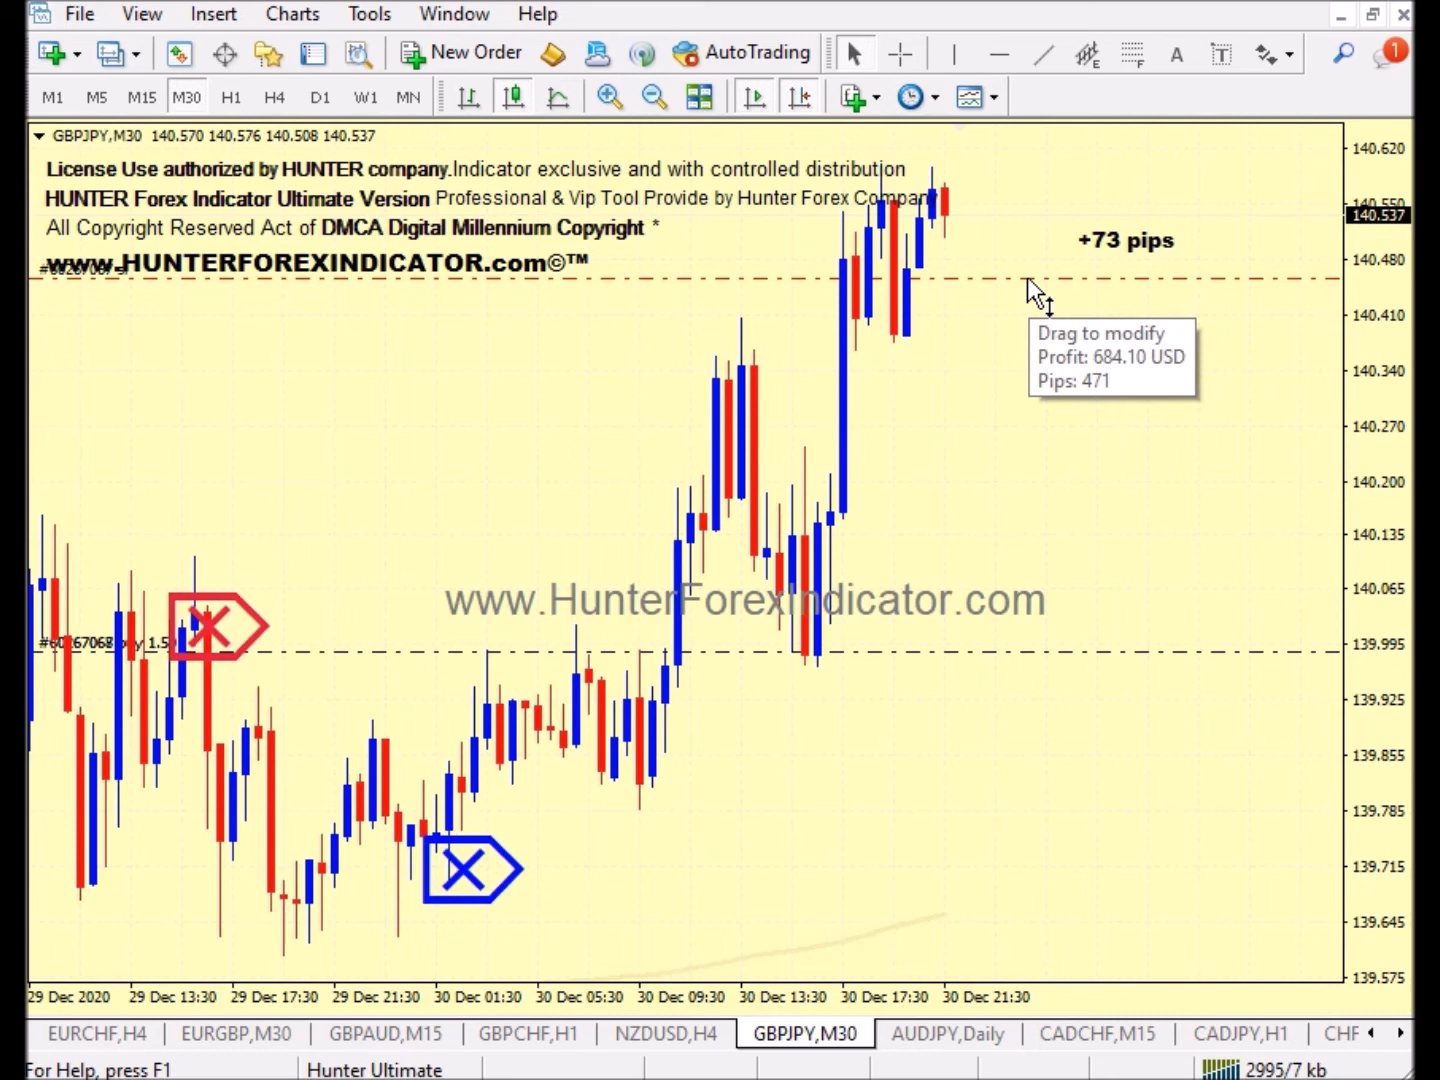 File View Insert Charts Tools Window Help
New Order AutoTrading 1
E F A T
M1 M5 M15 M30 H1 H4 D1 W1 MN
GBPJPY,M30 140.570 140.576 140.508 140.537
License Use authorized by HUNTER company.Indicator exclusive and with controlled distribution
HUNTER Forex Indicator Ultimate Version Professional & Vip Tool Provide by Hunter Forex Company
All Copyright Reserved Act of DMCA Digital Millennium Copyright *
www.HUNTERFOREXINDICATOR.com©™
+73 pips
Drag to modify
Profit: 684.10 USD
Pips: 471
www.HunterForexIndicator.com
140.620
140.550
140.537
140.480
140.410
140.340
140.270
140.200
140.135
140.065
139.995
139.925
139.855
139.785
139.715
139.645
139.575
29 Dec 2020 29 Dec 13:30 29 Dec 17:30 29 Dec 21:30 30 Dec 01:30 30 Dec 05:30 30 Dec 09:30 30 Dec 13:30 30 Dec 17:30 30 Dec 21:30
EURCHF,H4 EURGBP,M30 GBPAUD,M15 GBPCHF,H1 NZDUSD,H4 GBPJPY,M30 AUDJPY,Daily CADCHF,M15 CADJPY,H1 CHF
For Help, press F1 Hunter Ultimate 2995/7 kb